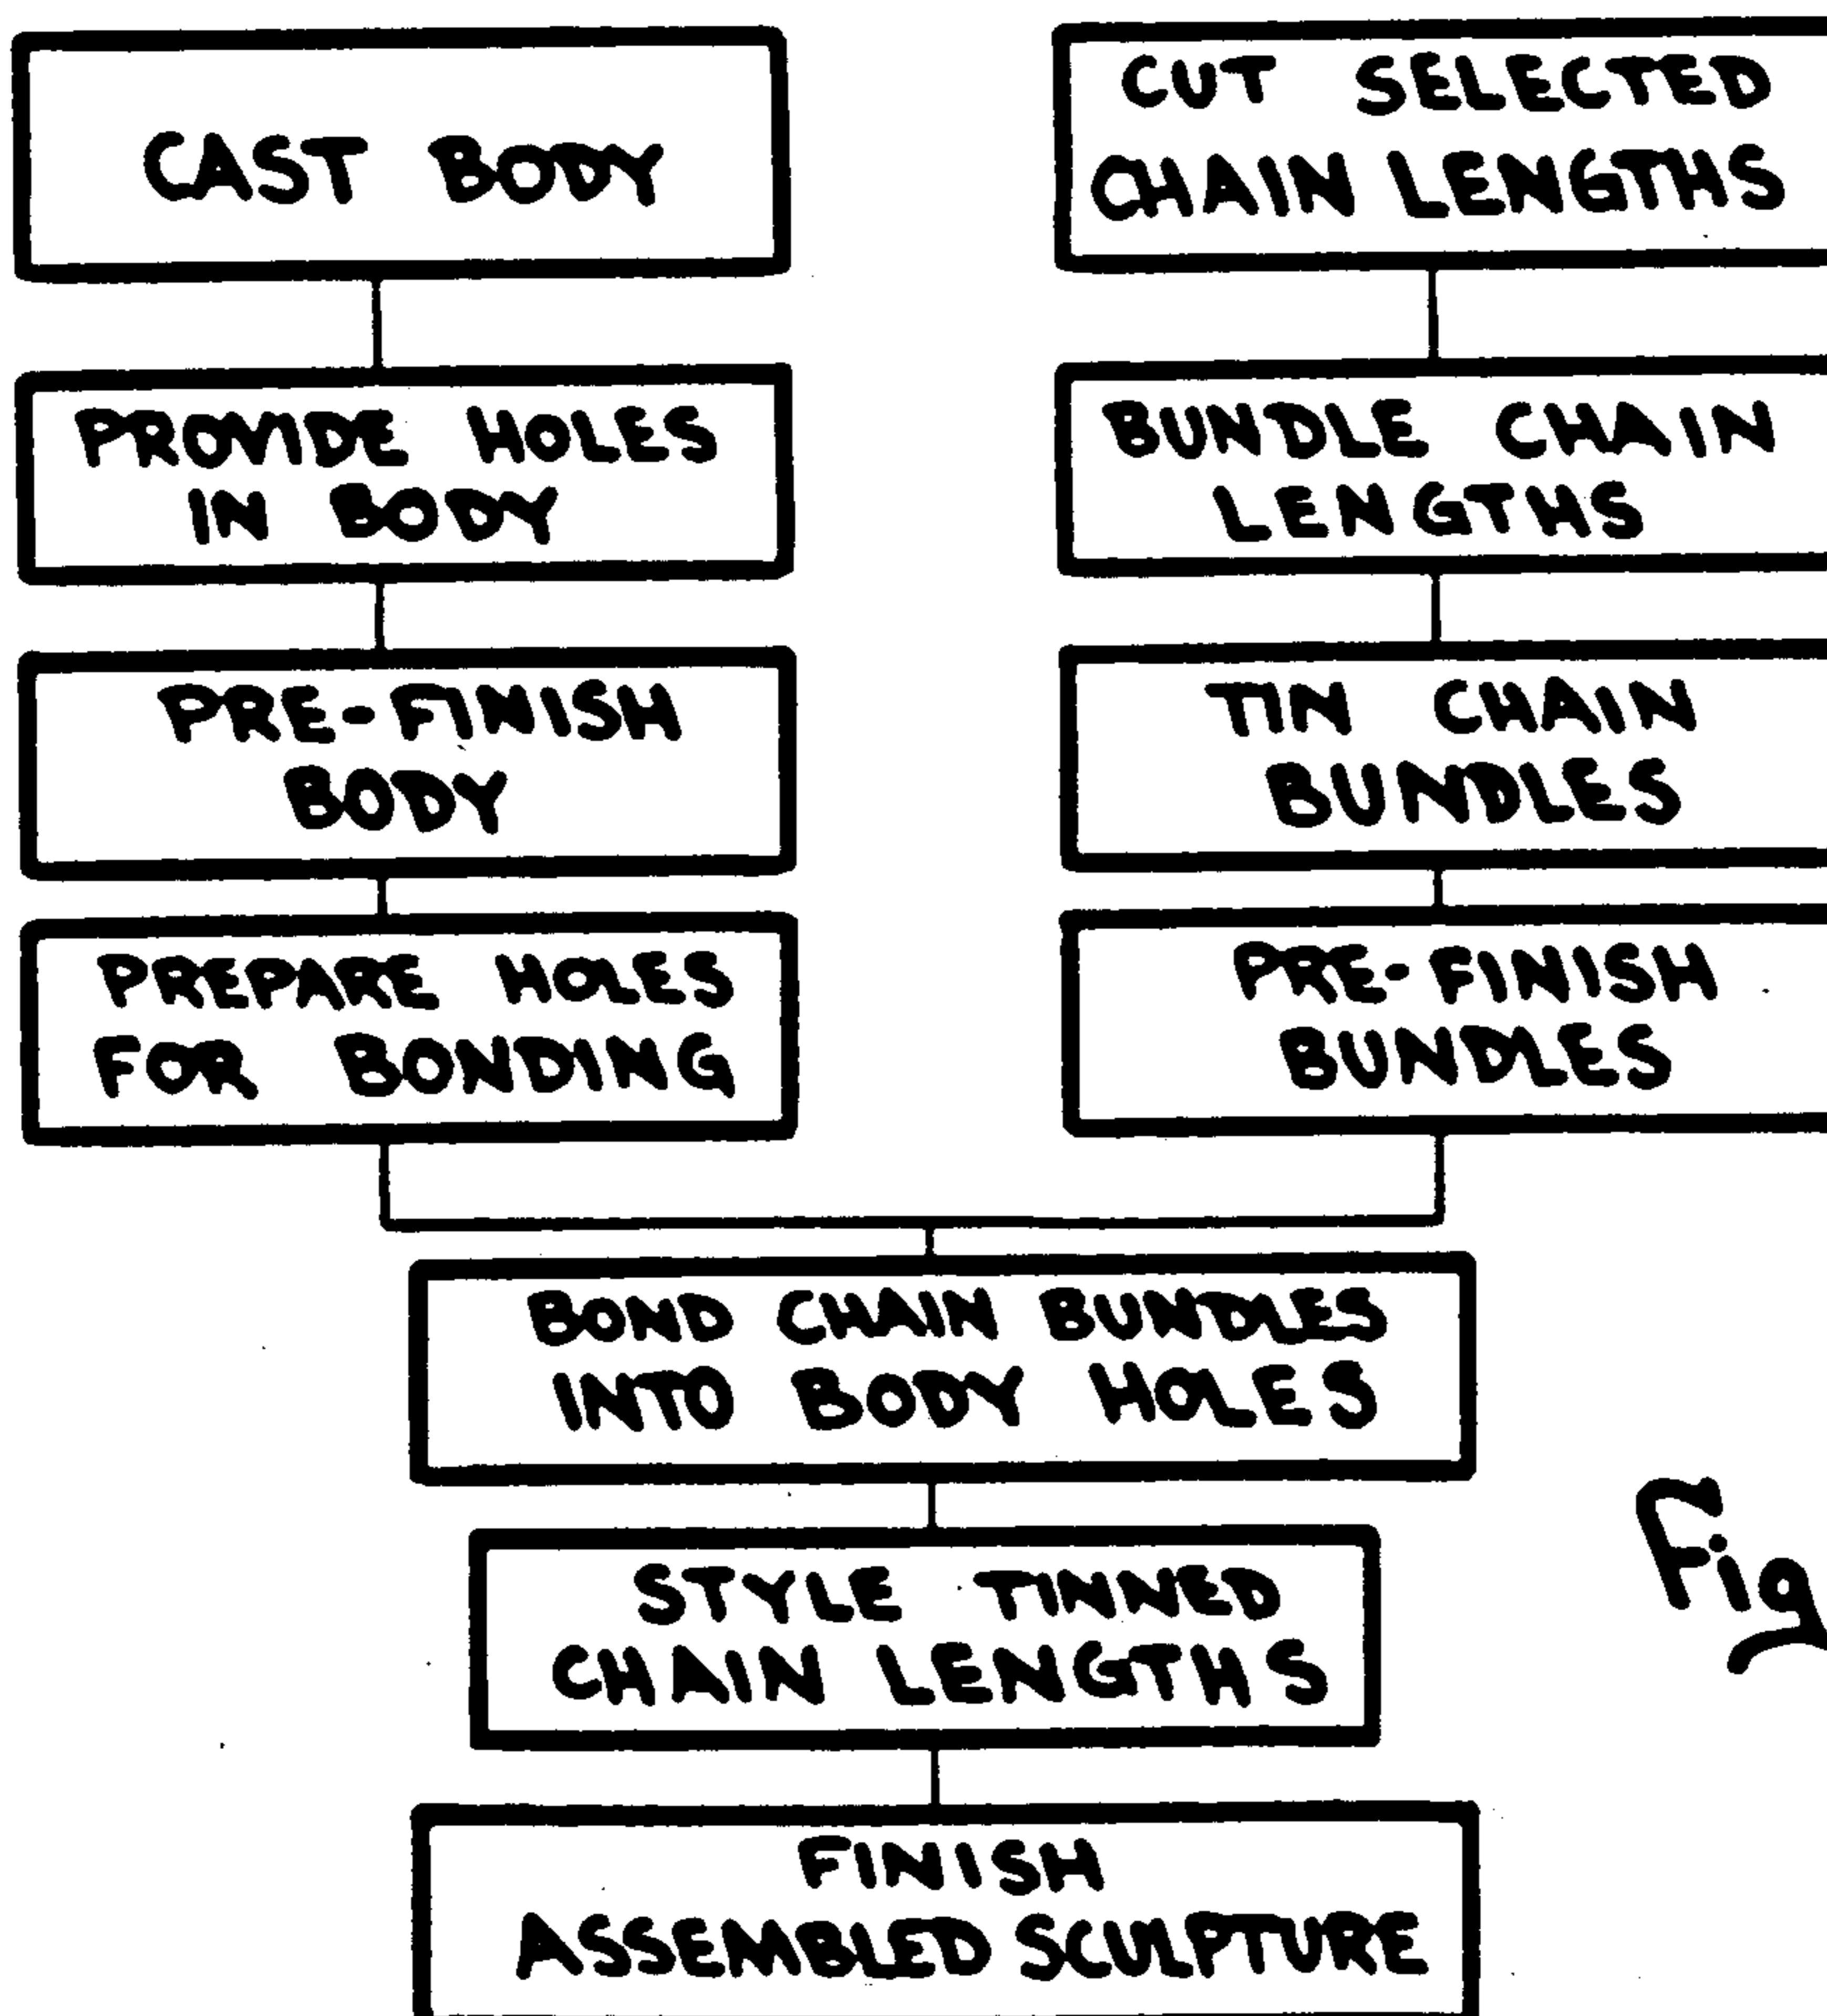 CAST BODY
PROVIDE HOLES
IN BODY
PRE-FINISH
BODY
PREPARE HOLES
FOR BONDING
CUT SELECTED
CHAIN LENGTHS
BUNDLE CHAIN
LENGTHS
TIN CHAIN
BUNDLES
PRE-FINISH
BUNDLES
BOND CHAIN BUNDLES
INTO BODY HOLES
STYLE TINNED
CHAIN LENGTHS
FINISH
ASSEMBLED SCULPTURE
Fig